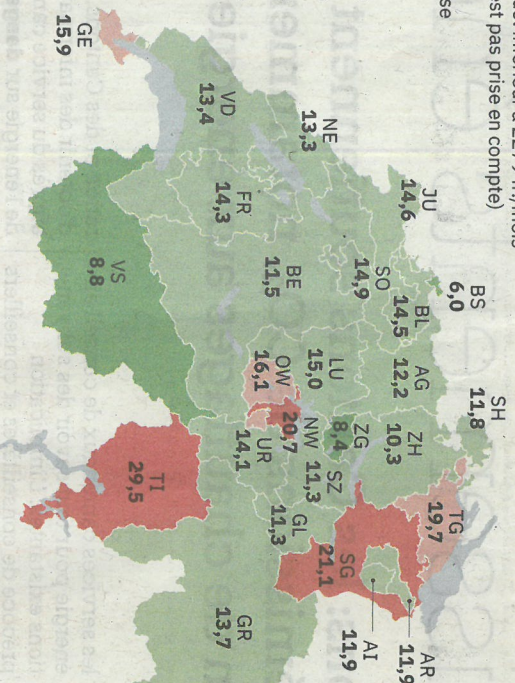 est pas prise en compte)
GE
15,9
VD
13,4
NE
13,3
FR
14,3
JU
14,6
VS
8,8
BE
11,5
SO
14,9
BS
6,0
BL
14,5
AG
12,2
SH
11,8
LU
15,0
OW
16,1
NW
20,7
ZG
8,4
ZH
10,3
UR
14,1
SZ
11,3
GL
11,3
TG
19,7
TI
29,5
SG
21,1
GR
13,7
AI
11,9
AR
11,9